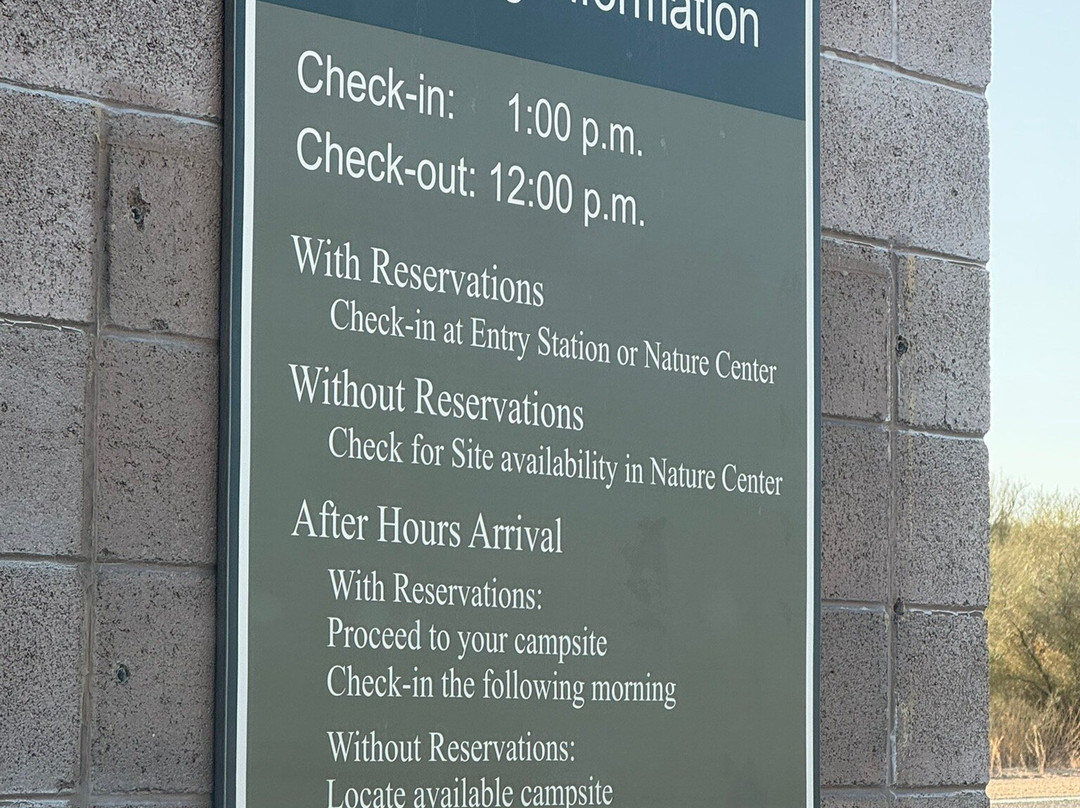 Check-in: 1:00 p.m.
Check-out: 12:00 p.m.
With Reservations
Check-in at Entry Station or Nature Center
Without Reservations
Check for Site availability in Nature Center
After Hours Arrival
With Reservations:
Proceed to your campsite
Check-in the following morning
Without Reservations:
Locate available campsite